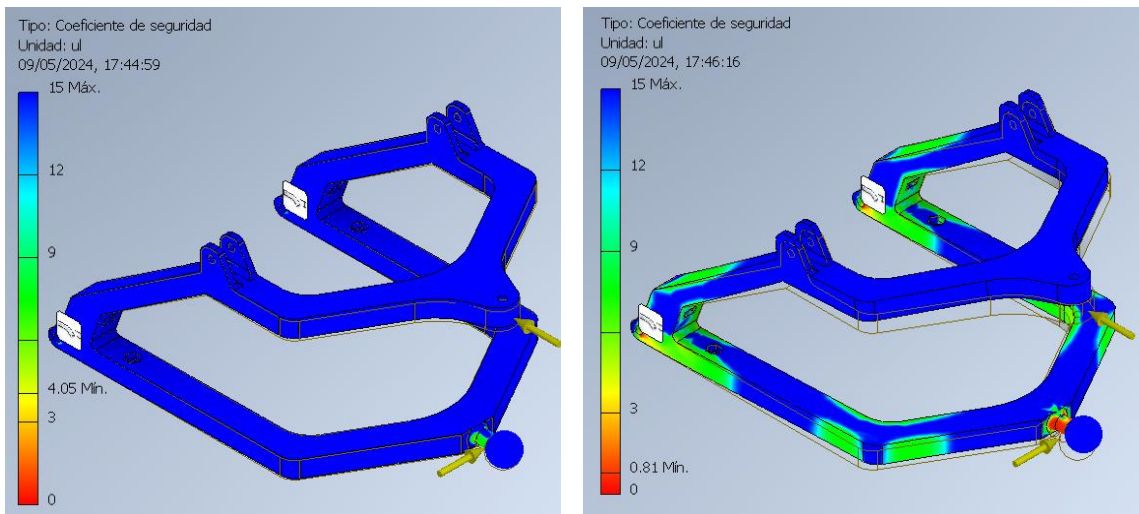 Tipo: Coeficiente de seguridad
Unidad: ul
09/05/2024, 17:44:59
15 Máx.
12
9
4.05 Mín.
3
0
Tipo: Coeficiente de seguridad
Unidad: ul
09/05/2024, 17:46:16
15 Máx.
12
9
3
0.81 Mín.
0